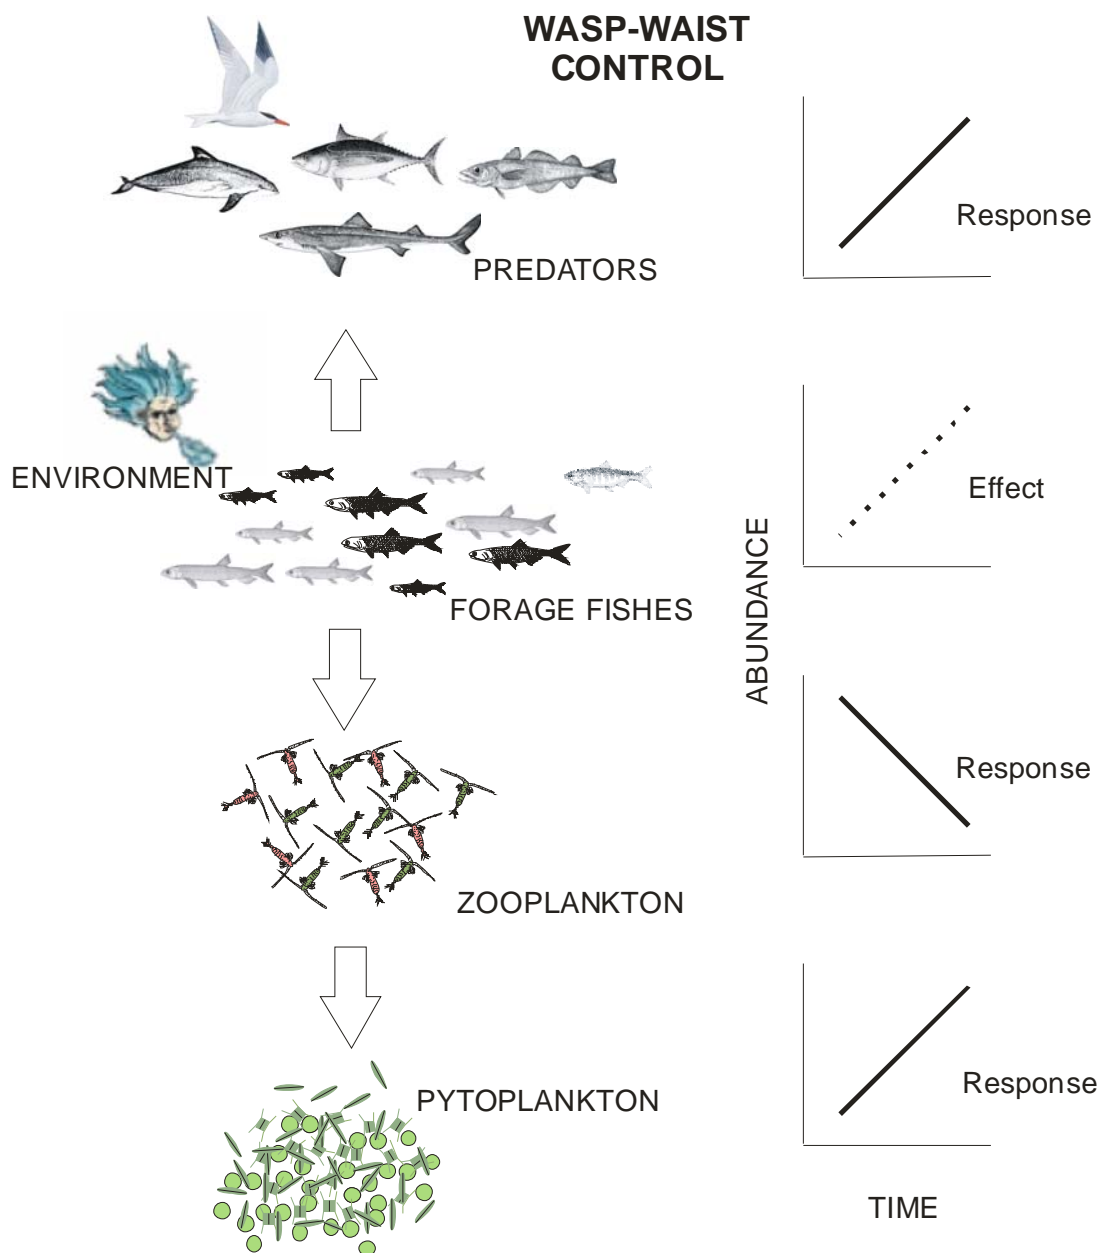 WASP-WAIST
CONTROL
Response
PREDATORS
ENVIRONMENT
Effect
ABUNDANCE
FORAGE FISHES
Response
ZOOPLANKTON
Response
PYTOPLANKTON
TIME